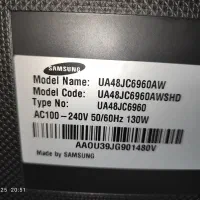 SAMSUNG
Model Name: UA48JC6960AW
Model Code: UA48JC6960AWSHD
Type No: UA48JC6960
AC100-240V 50/60Hz 130W
AA0U39JG901480V
Made by SAMSUNG
25 20:51